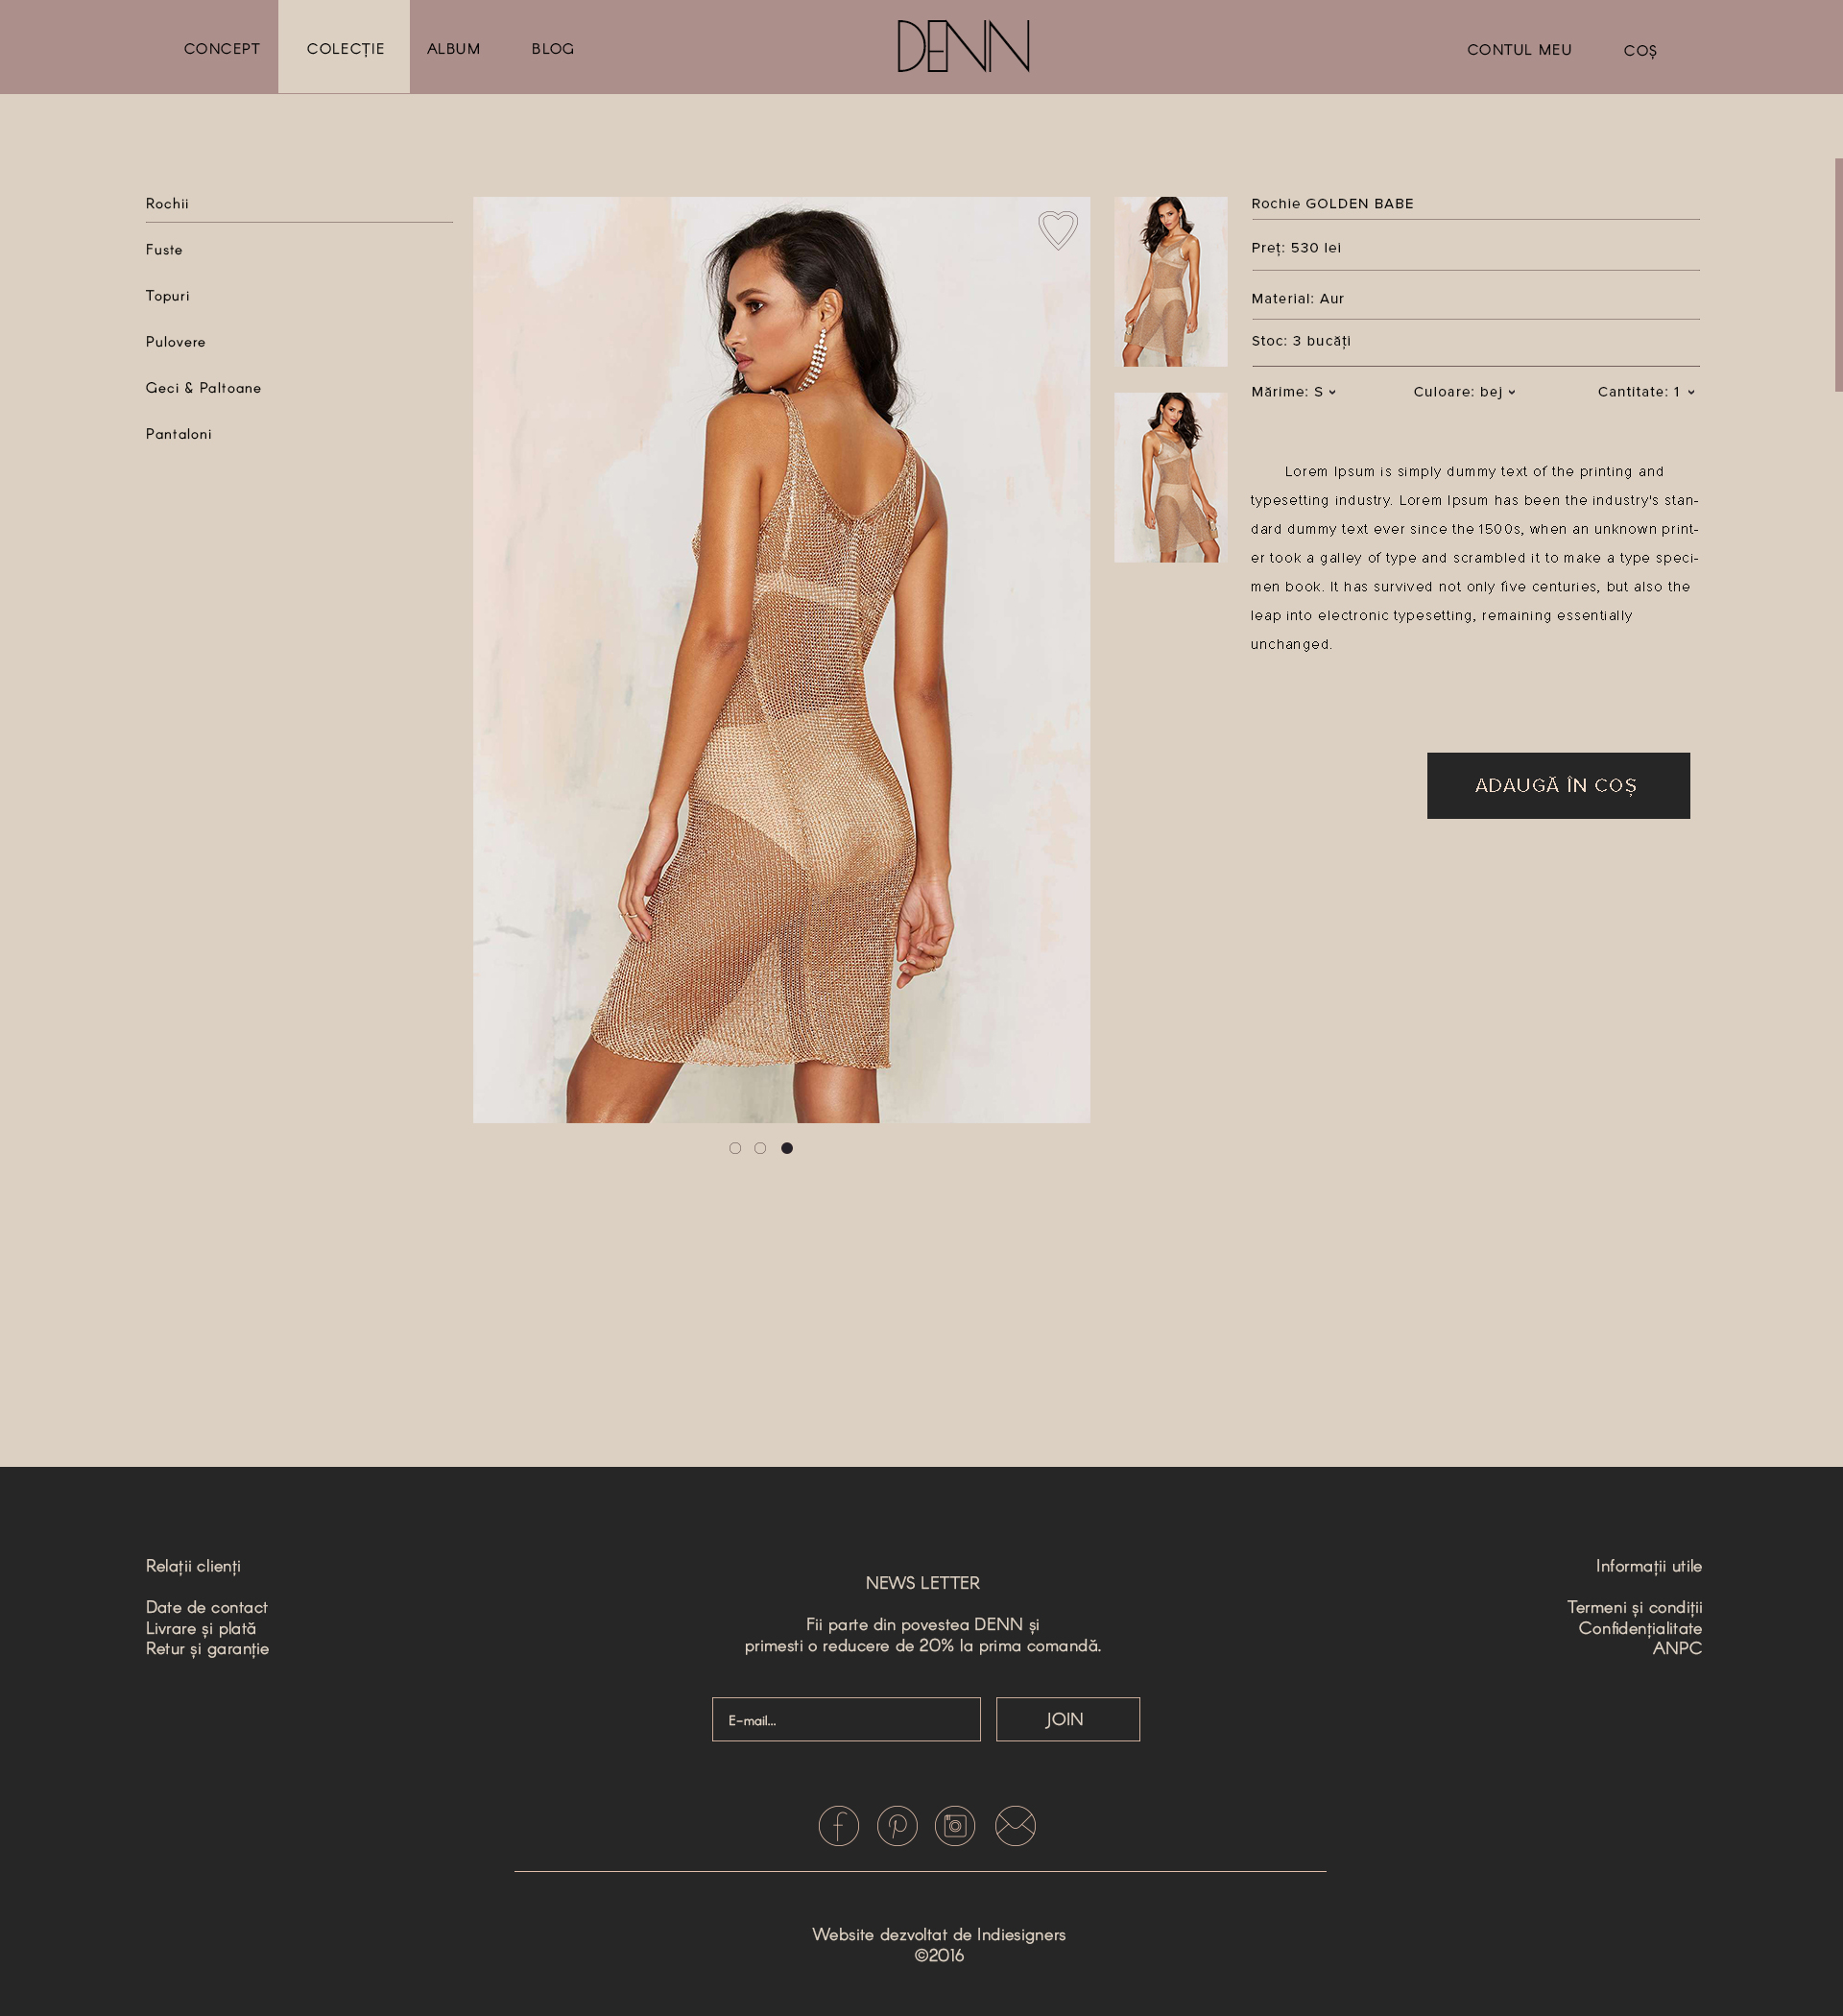 CONCEPT
COLECȚIE
ALBUM
BLOG
DENN
CONTUL MEU
COȘ
Rochii
Fuste
Topuri
Pulovere
Geci & Paltoane
Pantaloni
Rochie GOLDEN BABE
Preț: 530 lei
Material: Aur
Stoc: 3 bucăți
Mărime: S
Culoare: bej
Cantitate: 1
Lorem Ipsum is simply dummy text of the printing and
typesetting industry. Lorem Ipsum has been the industry's stan-
dard dummy text ever since the 1500s, when an unknown print-
er took a galley of type and scrambled it to make a type speci-
men book. It has survived not only five centuries, but also the
leap into electronic typesetting, remaining essentially
unchanged.
ADAUGĂ ÎN COȘ
Relații clienți
Date de contact
Livrare și plată
Retur și garanție
NEWS LETTER
Fii parte din povestea DENN și
primesti o reducere de 20% la prima comandă.
E-mail...
JOIN
Informații utile
Termeni și condiții
Confidențialitate
ANPC
Website dezvoltat de Indiesigners
©2016